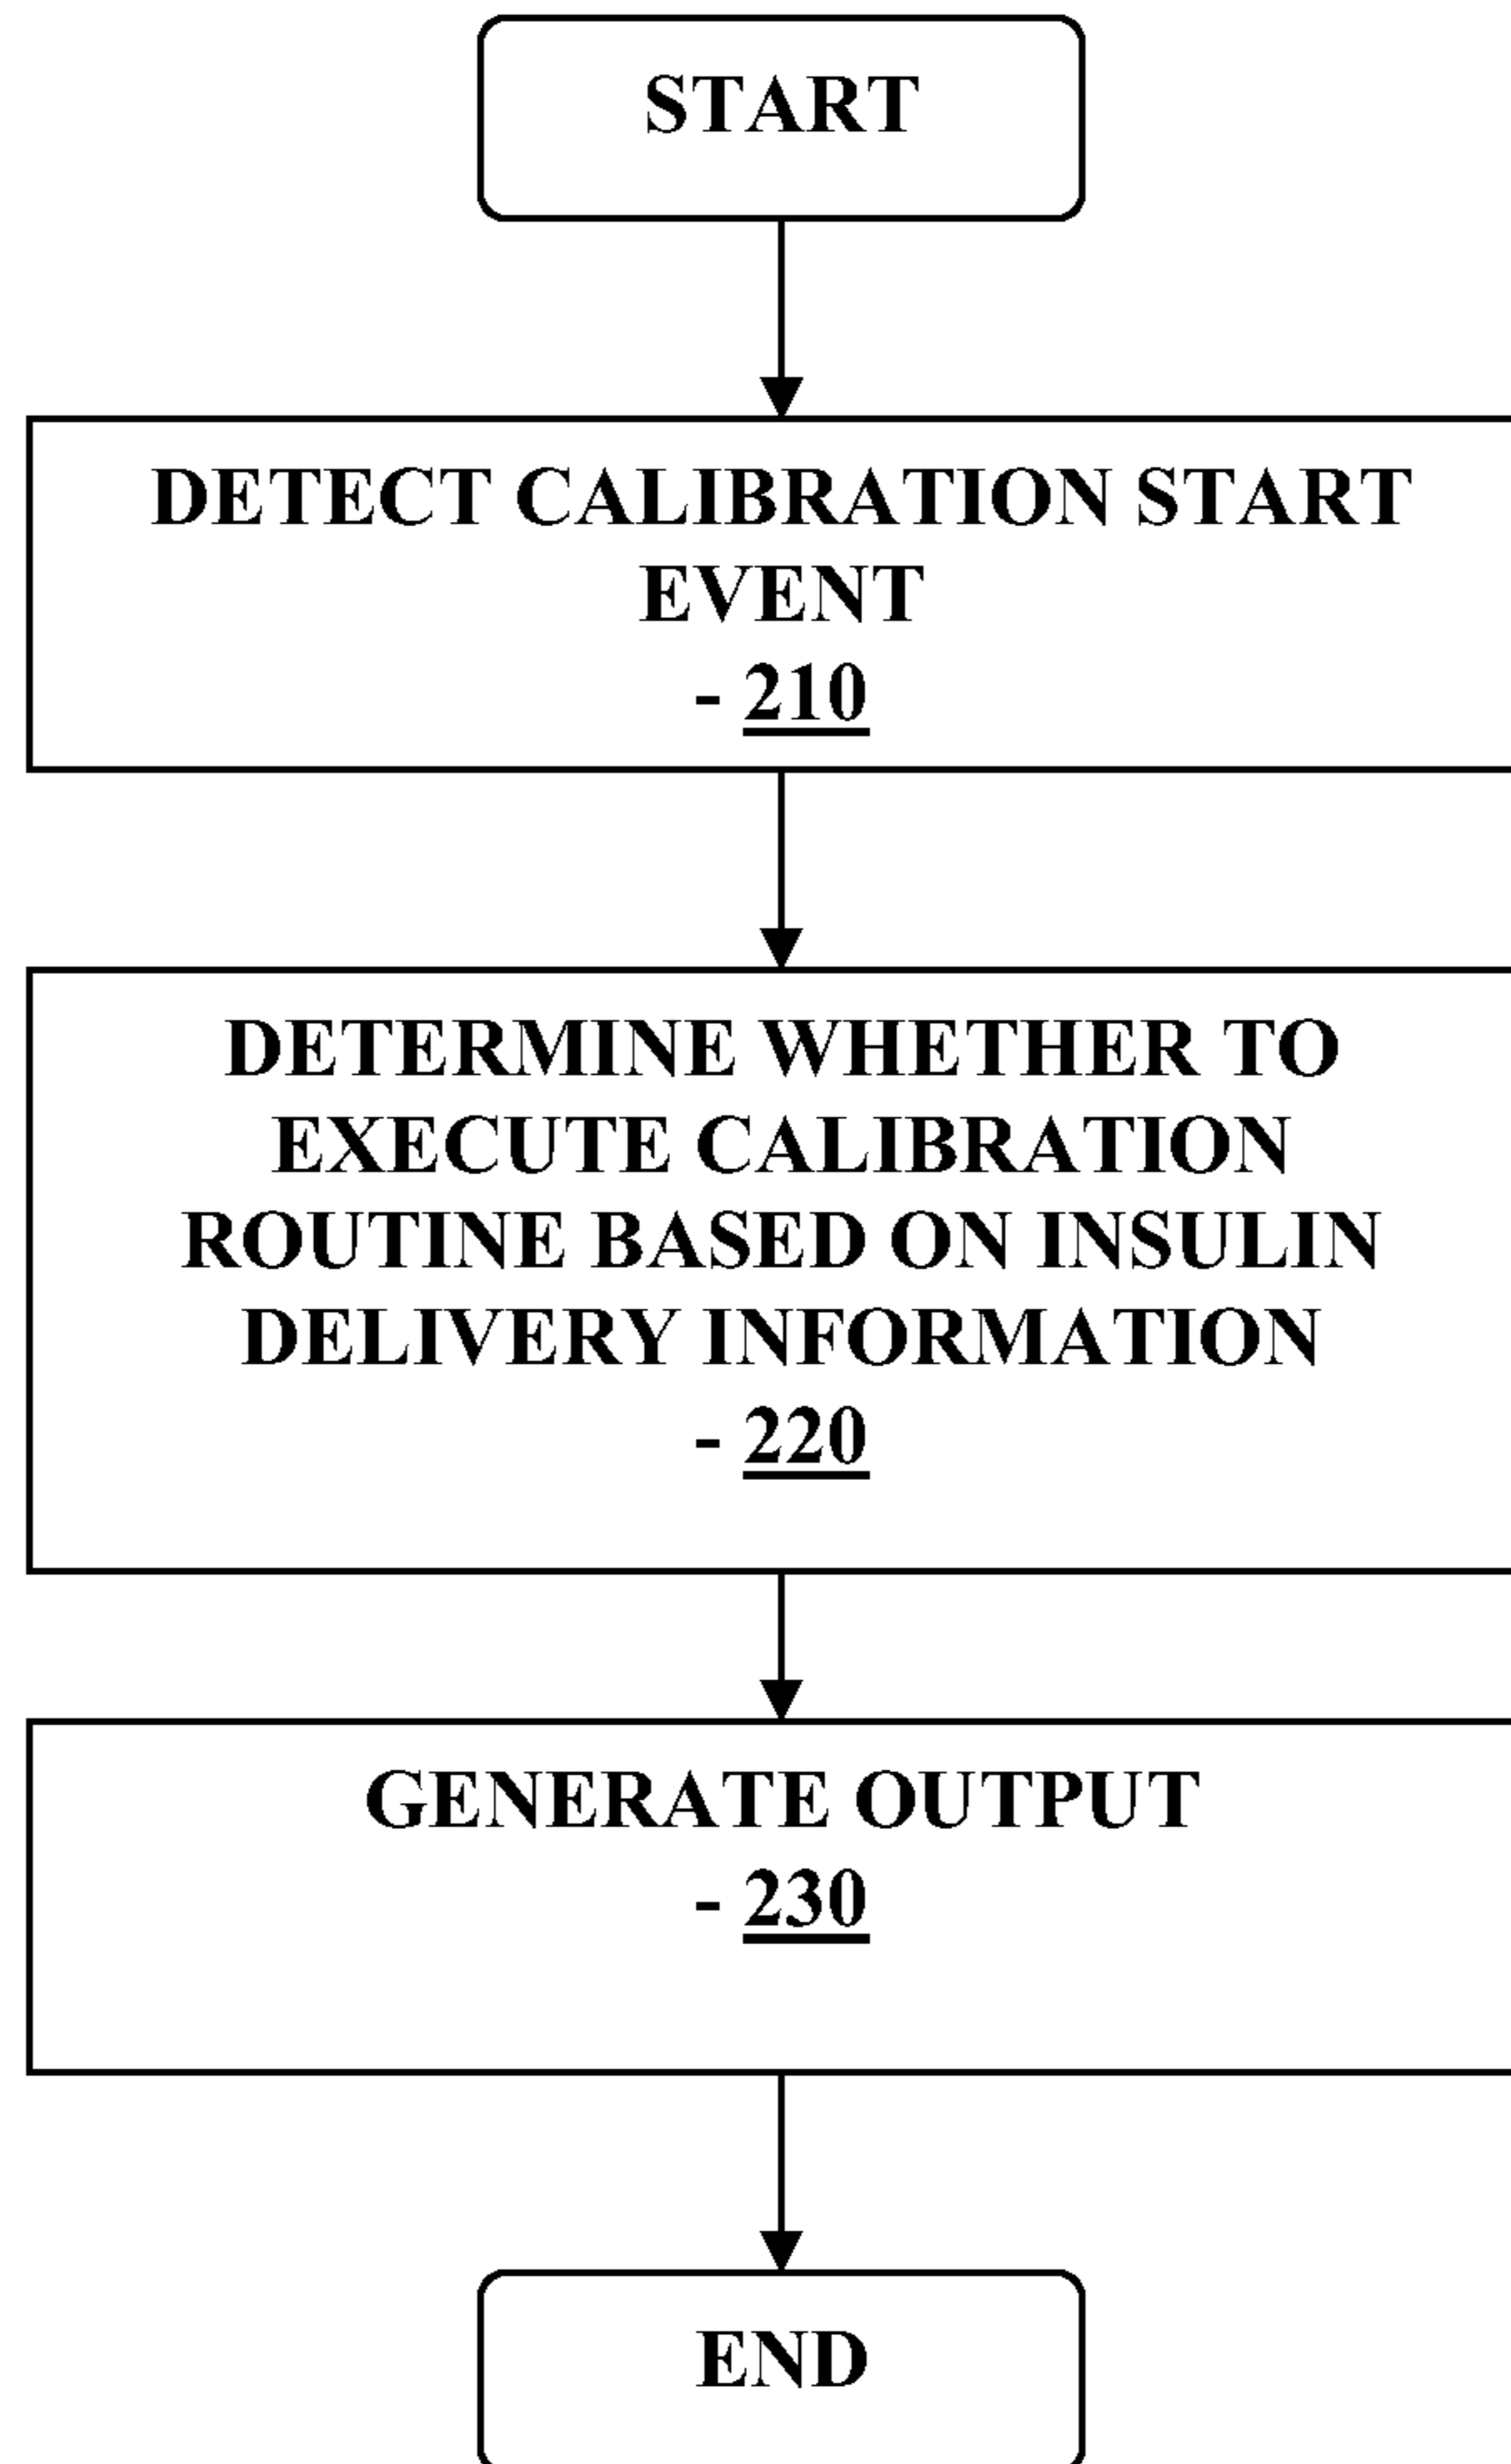 START
DETECT CALIBRATION START
EVENT
- 210
DETERMINE WHETHER TO
EXECUTE CALIBRATION
ROUTINE BASED ON INSULIN
DELIVERY INFORMATION
- 220
GENERATE OUTPUT
- 230
END